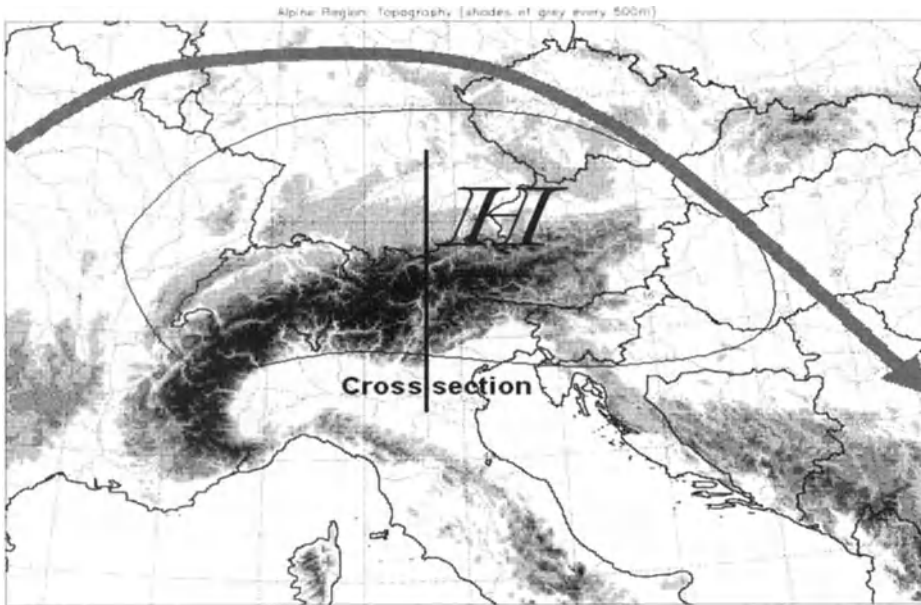 Alpine Region: Topography (shades of grey every 500m)
H
Cross section